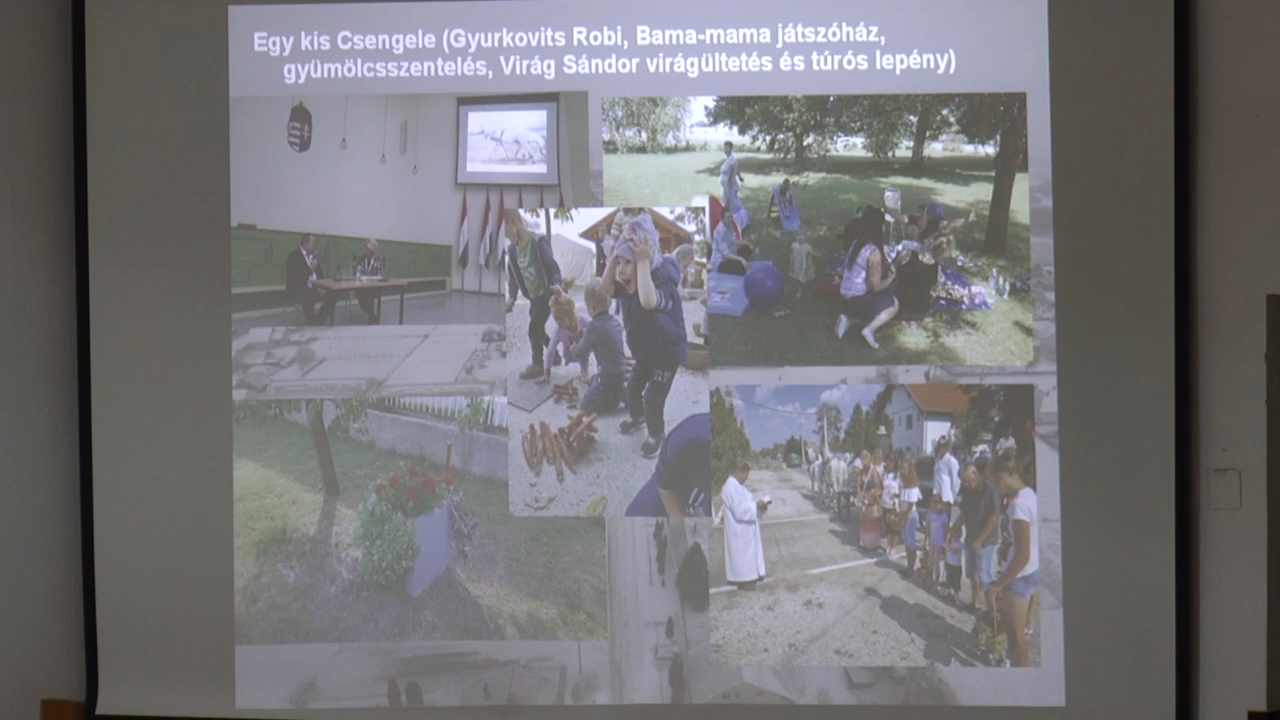 Egy kis Csengele (Gyurkovits Robi, Bama-mama játszóház,
gyümölcsszentelés, Virág Sándor virágültetés és túrós lepény)